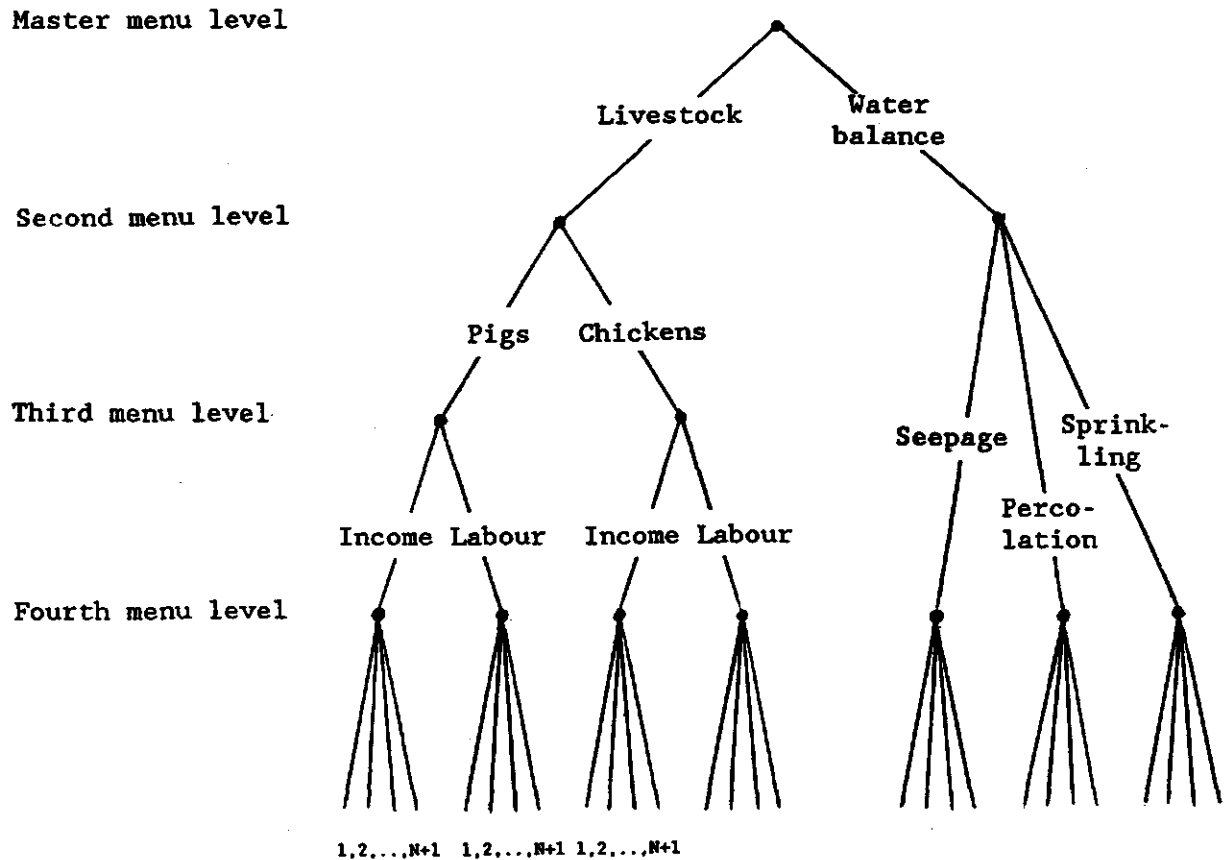 Master menu level
Livestock
Water
balance
Second menu level
Pigs Chickens
Third menu level
Seepage
Sprink-
ling
Perco-
lation
Income Labour Income Labour
Fourth menu level
1,2,..,N+1 1,2,..,N+1 1,2,..,N+1